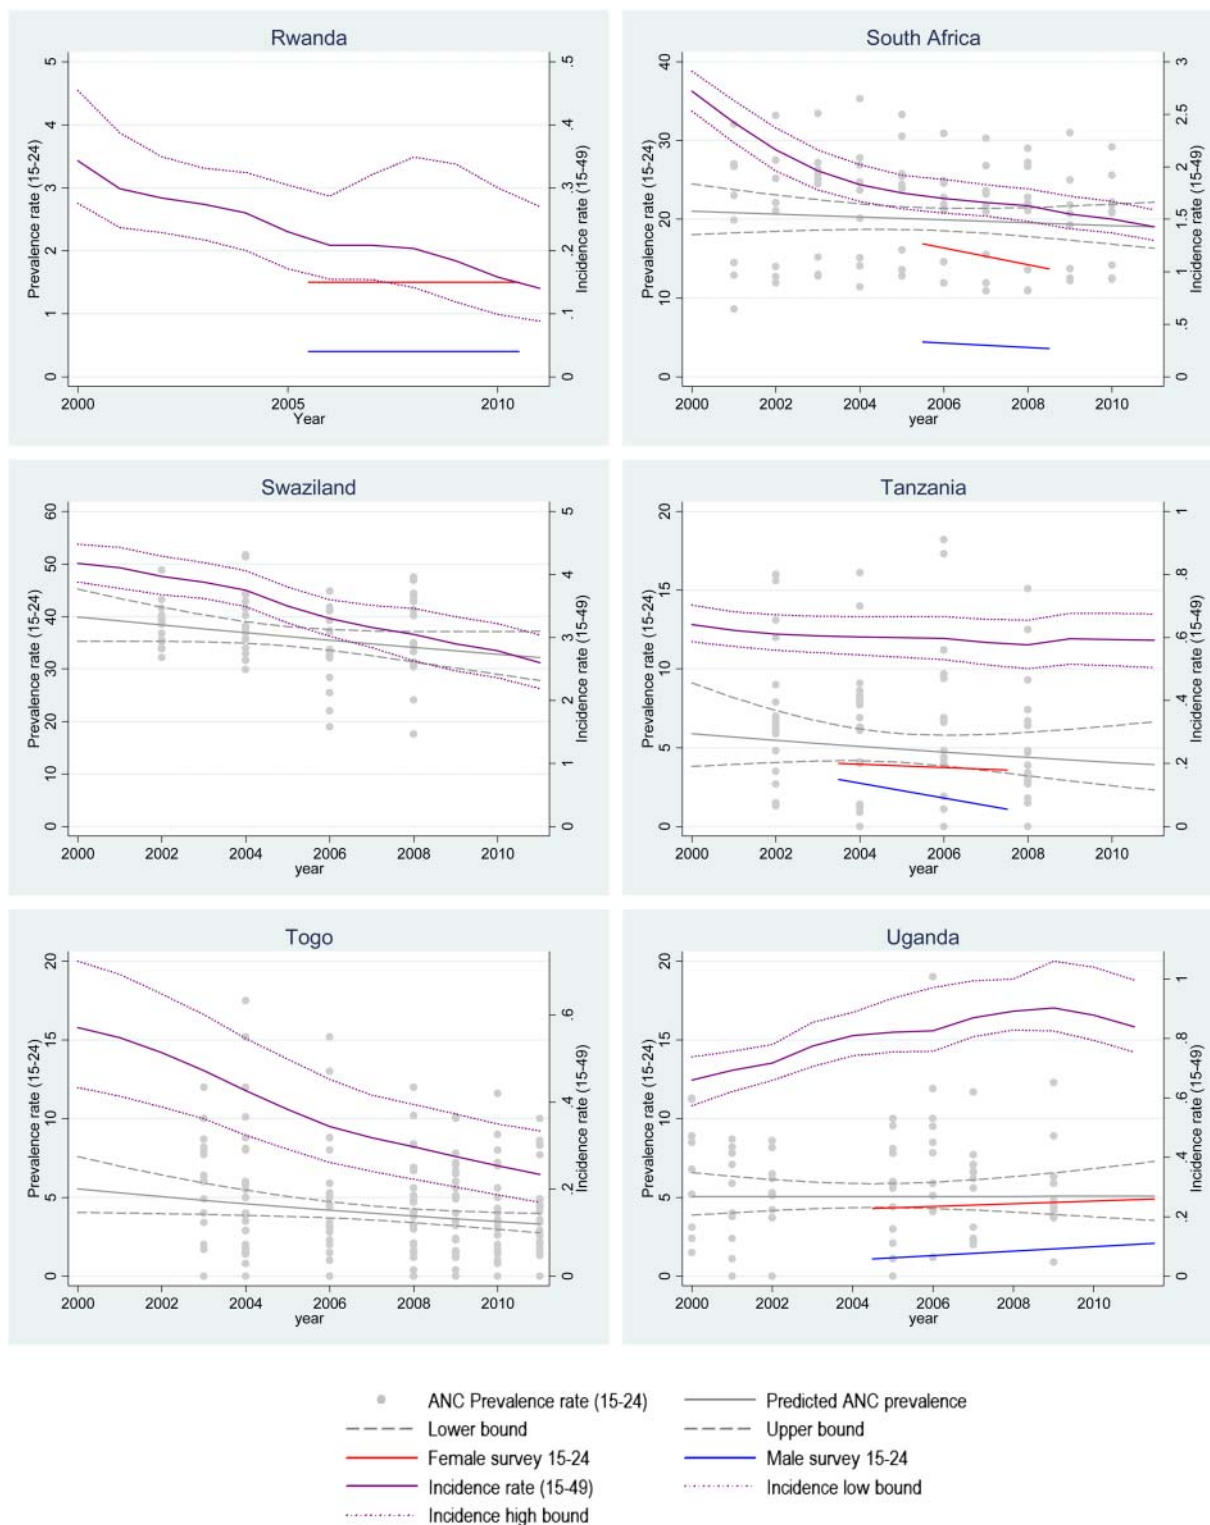 Rwanda
Prevalence rate (15-24)
0 1 2 3 4 5
Incidence rate (15-49)
0 .1 .2 .3 .4 .5
2000 2005 2010
Year
South Africa
Prevalence rate (15-24)
0 10 20 30 40
Incidence rate (15-49)
0 .5 1 1.5 2 2.5 3
2000 2002 2004 2006 2008 2010
year
Swaziland
Prevalence rate (15-24)
0 10 20 30 40 50 60
Incidence rate (15-49)
0 1 2 3 4 5
2000 2002 2004 2006 2008 2010
year
Tanzania
Prevalence rate (15-24)
0 5 10 15 20
Incidence rate (15-49)
0 .2 .4 .6 .8 1
2000 2002 2004 2006 2008 2010
year
Togo
Prevalence rate (15-24)
0 5 10 15 20
Incidence rate (15-49)
0 .2 .4 .6
2000 2002 2004 2006 2008 2010
year
Uganda
Prevalence rate (15-24)
0 5 10 15 20
Incidence rate (15-49)
0 .2 .4 .6 .8 1
2000 2002 2004 2006 2008 2010
year
ANC Prevalence rate (15-24) Predicted ANC prevalence
Lower bound Upper bound
Female survey 15-24 Male survey 15-24
Incidence rate (15-49) Incidence low bound
Incidence high bound